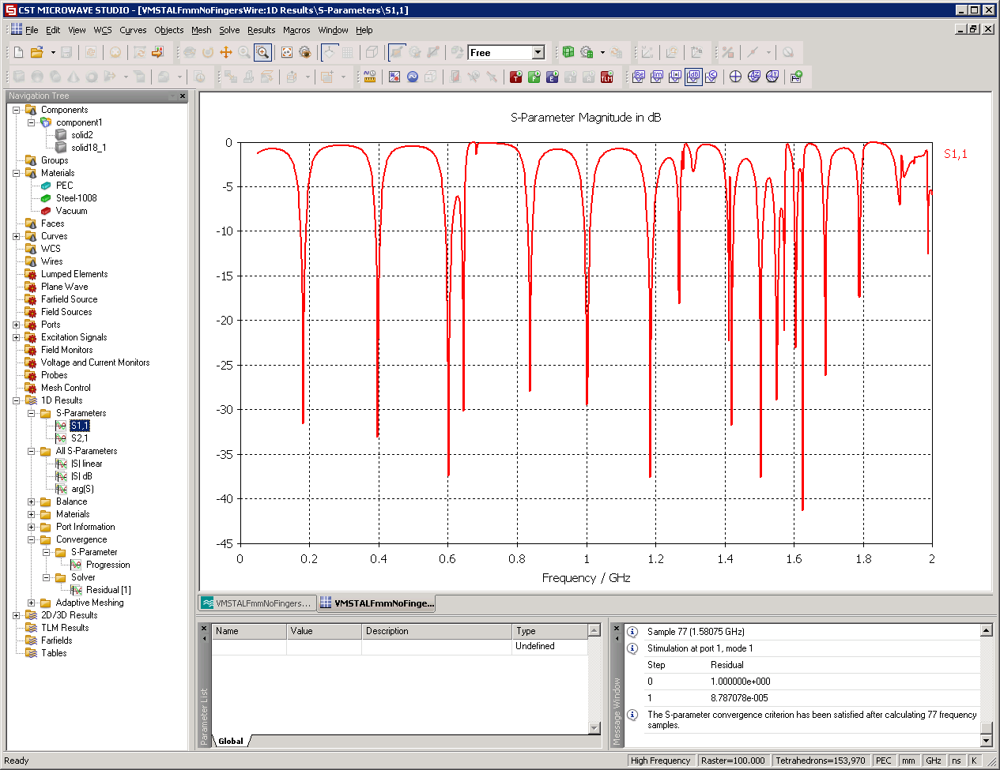 CST MICROWAVE STUDIO - [VMSTALFmmNoFingersWire:1D Results\S-Parameters\S1,1]
File Edit View WCS Curves Objects Mesh Solve Results Macros Window Help
Free
Re Im dB
T F E TLM
Navigation Tree
Components
component1
solid2
solid18_1
Groups
Materials
PEC
Steel-1008
Vacuum
Faces
Curves
WCS
Wires
Lumped Elements
Plane Wave
Farfield Source
Field Sources
Ports
Excitation Signals
Field Monitors
Voltage and Current Monitors
Probes
Mesh Control
1D Results
S-Parameters
S1,1
S2,1
All S-Parameters
|S| linear
|S| dB
arg(S)
Balance
Materials
Port Information
Convergence
S-Parameter
Progression
Solver
Residual [1]
Adaptive Meshing
2D/3D Results
TLM Results
Farfields
Tables
S-Parameter Magnitude in dB
S1,1
0
-5
-10
-15
-20
-25
-30
-35
-40
-45
0 0.2 0.4 0.6 0.8 1 1.2 1.4 1.6 1.8 2
Frequency / GHz
VMSTALFmmNoFingers...
VMSTALFmmNoFinge...
Parameter List
Name Value Description Type
Undefined
Global
Message Window
Sample 77 (1.58075 GHz)
Stimulation at port 1, mode 1
Step Residual
0 1.000000e+000
1 8.787078e-005
The S-parameter convergence criterion has been satisfied after calculating 77 frequency
samples.
Ready
High Frequency Raster=100.000 Tetrahedrons=153,970 PEC mm GHz ns K